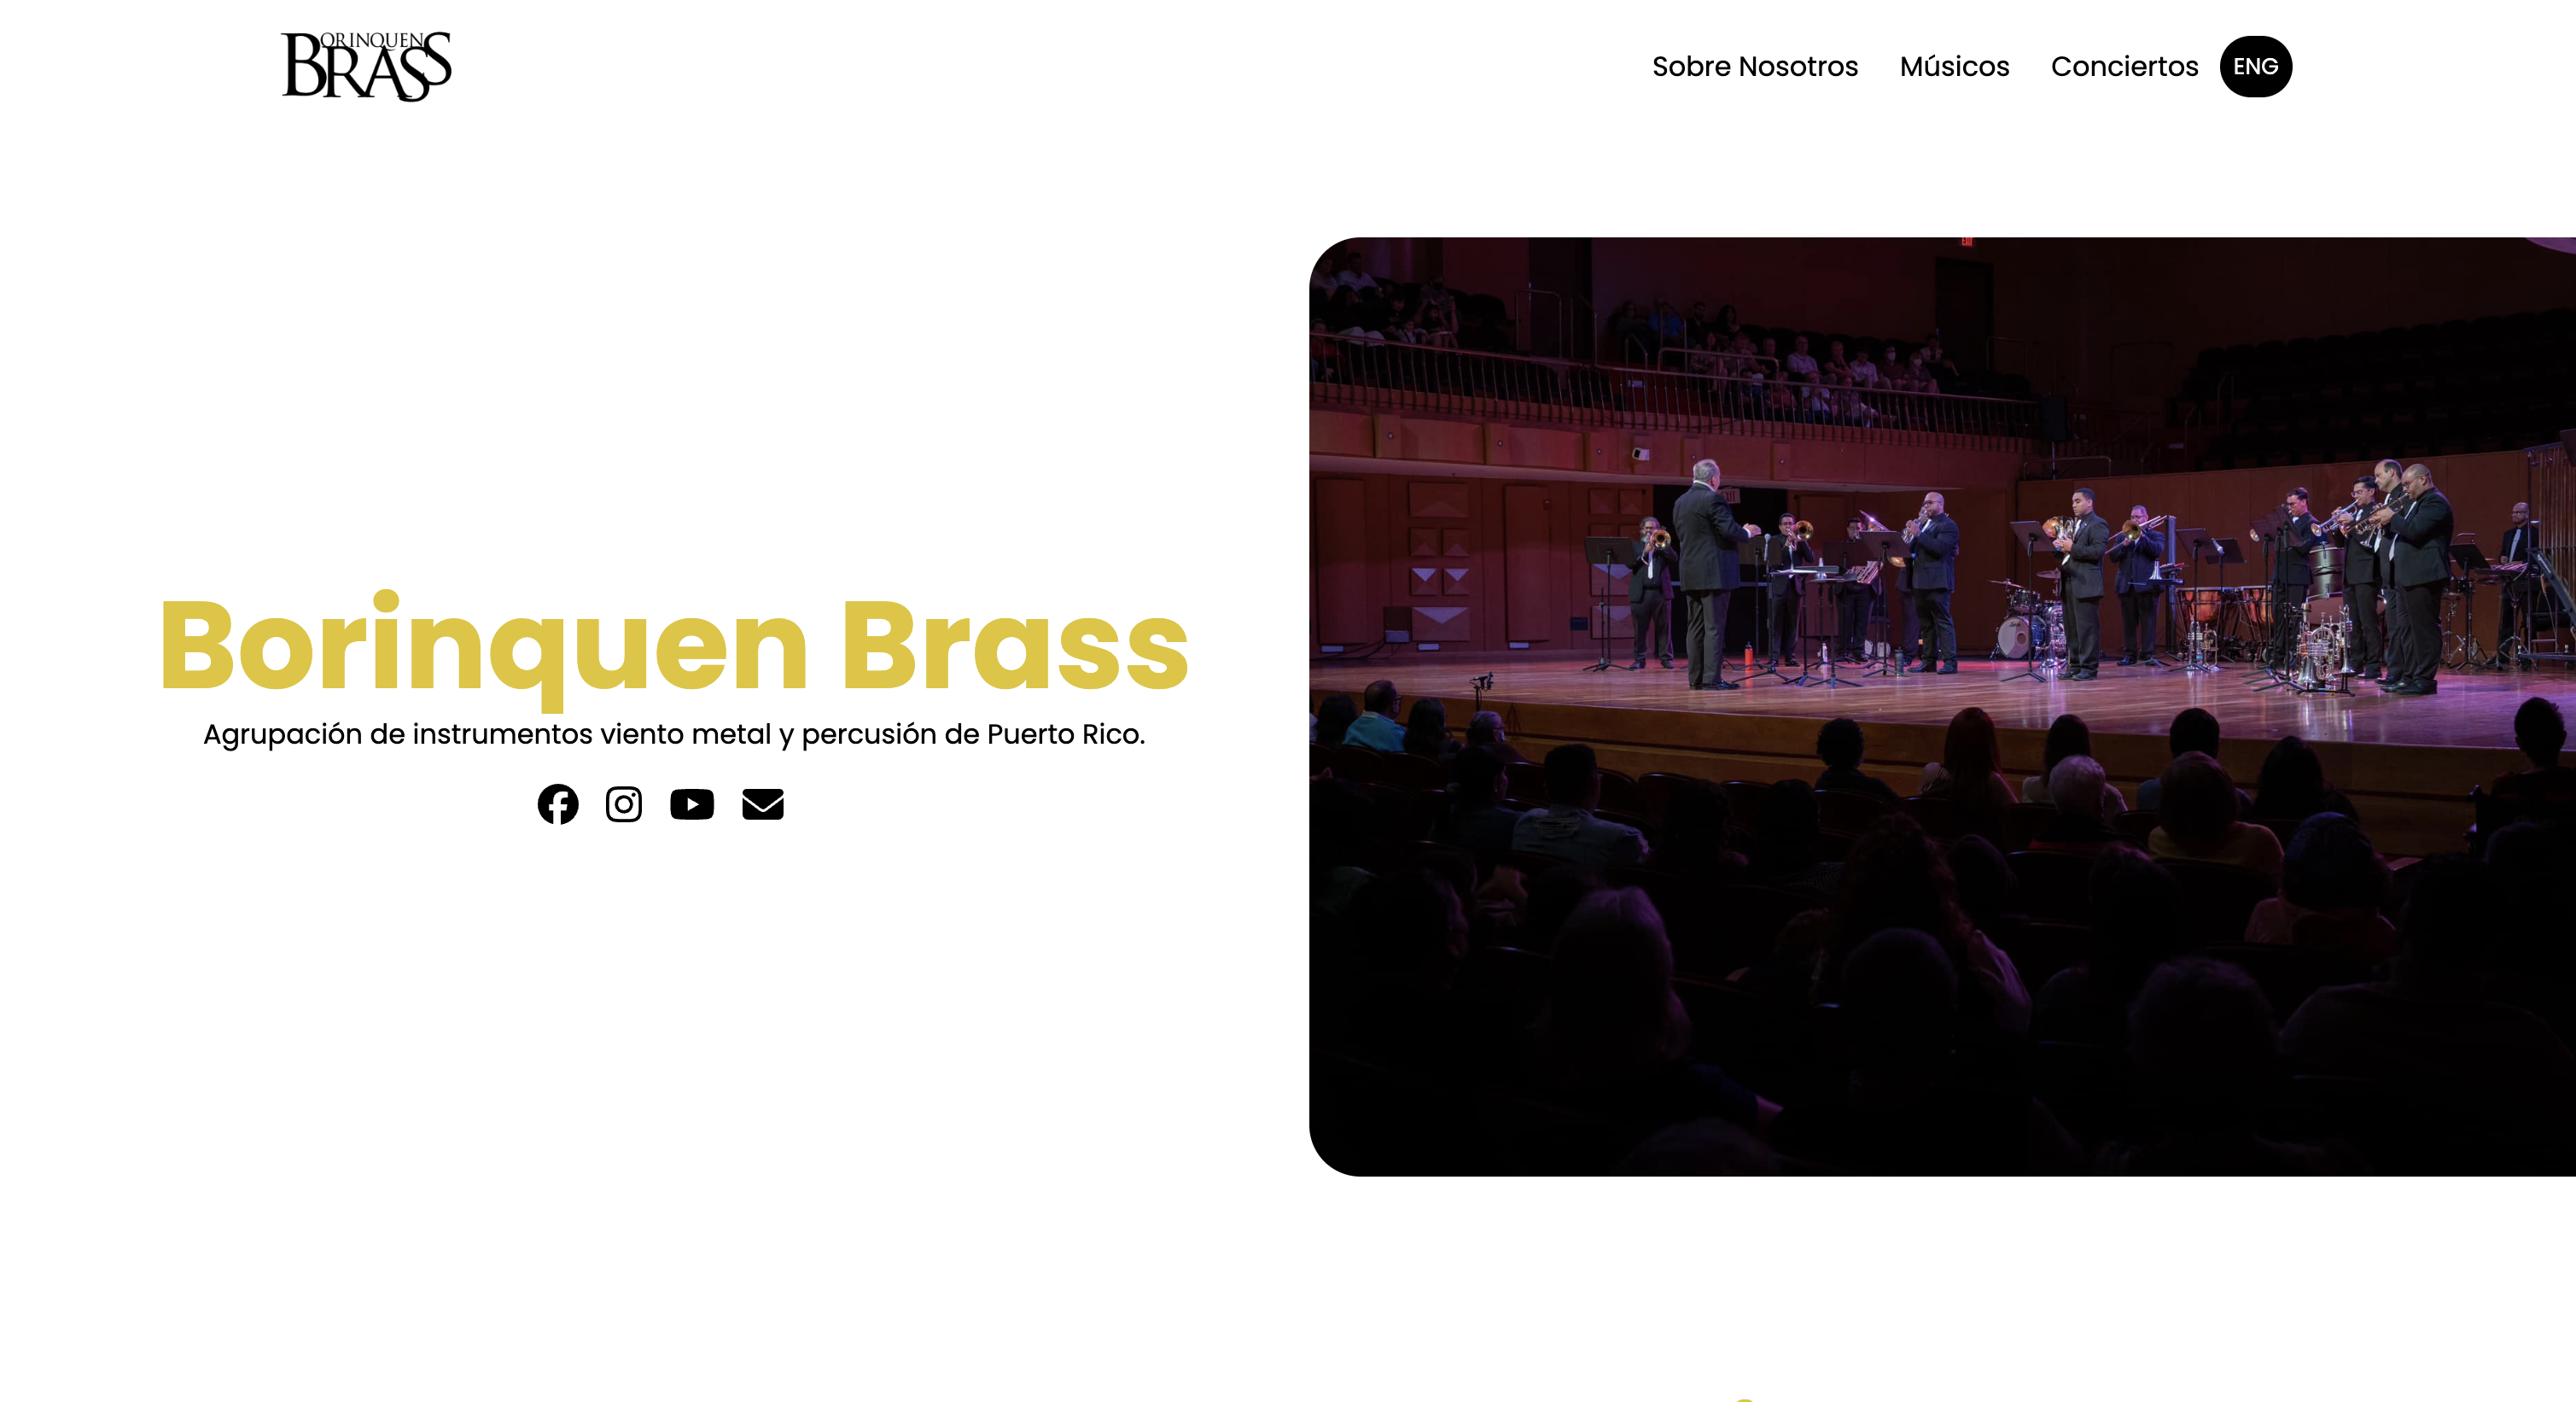 BORINQUEN
BRASS
Sobre Nosotros
Músicos
Conciertos
ENG
Borinquen Brass
Agrupación de instrumentos viento metal y percusión de Puerto Rico.